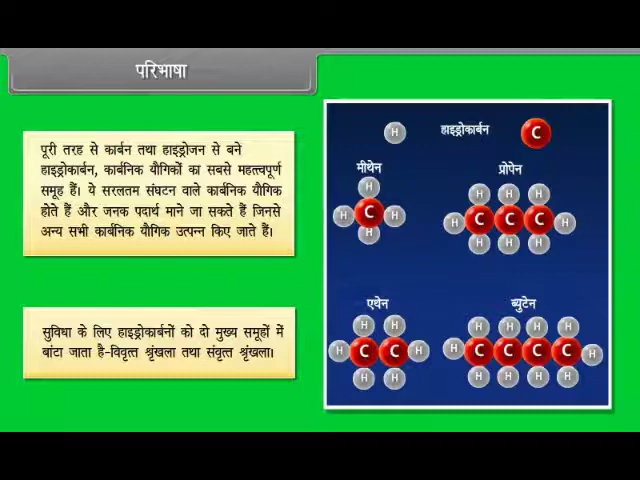 परिभाषा
पूरी तरह से कार्बन तथा हाइड्रोजन से बने
हाइड्रोकार्बन, कार्बनिक यौगिकों का सबसे महत्त्वपूर्ण
समूह हैं। ये सरलतम संघटन वाले कार्बनिक यौगिक
होते हैं और जनक पदार्थ माने जा सकते हैं जिनसे
अन्य सभी कार्बनिक यौगिक उत्पन्न किए जाते हैं।
सुविधा के लिए हाइड्रोकार्बनों को दो मुख्य समूहों में
बांटा जाता है-विवृत्त श्रृंखला तथा संवृत्त श्रृंखला।
H हाइड्रोकार्बन C
मीथेन
H
H C H
H
प्रोपेन
H H H
H C C C H
H H H
एथेन
H H
H C C H
H H
ब्युटेन
H H H H
H C C C C H
H H H H